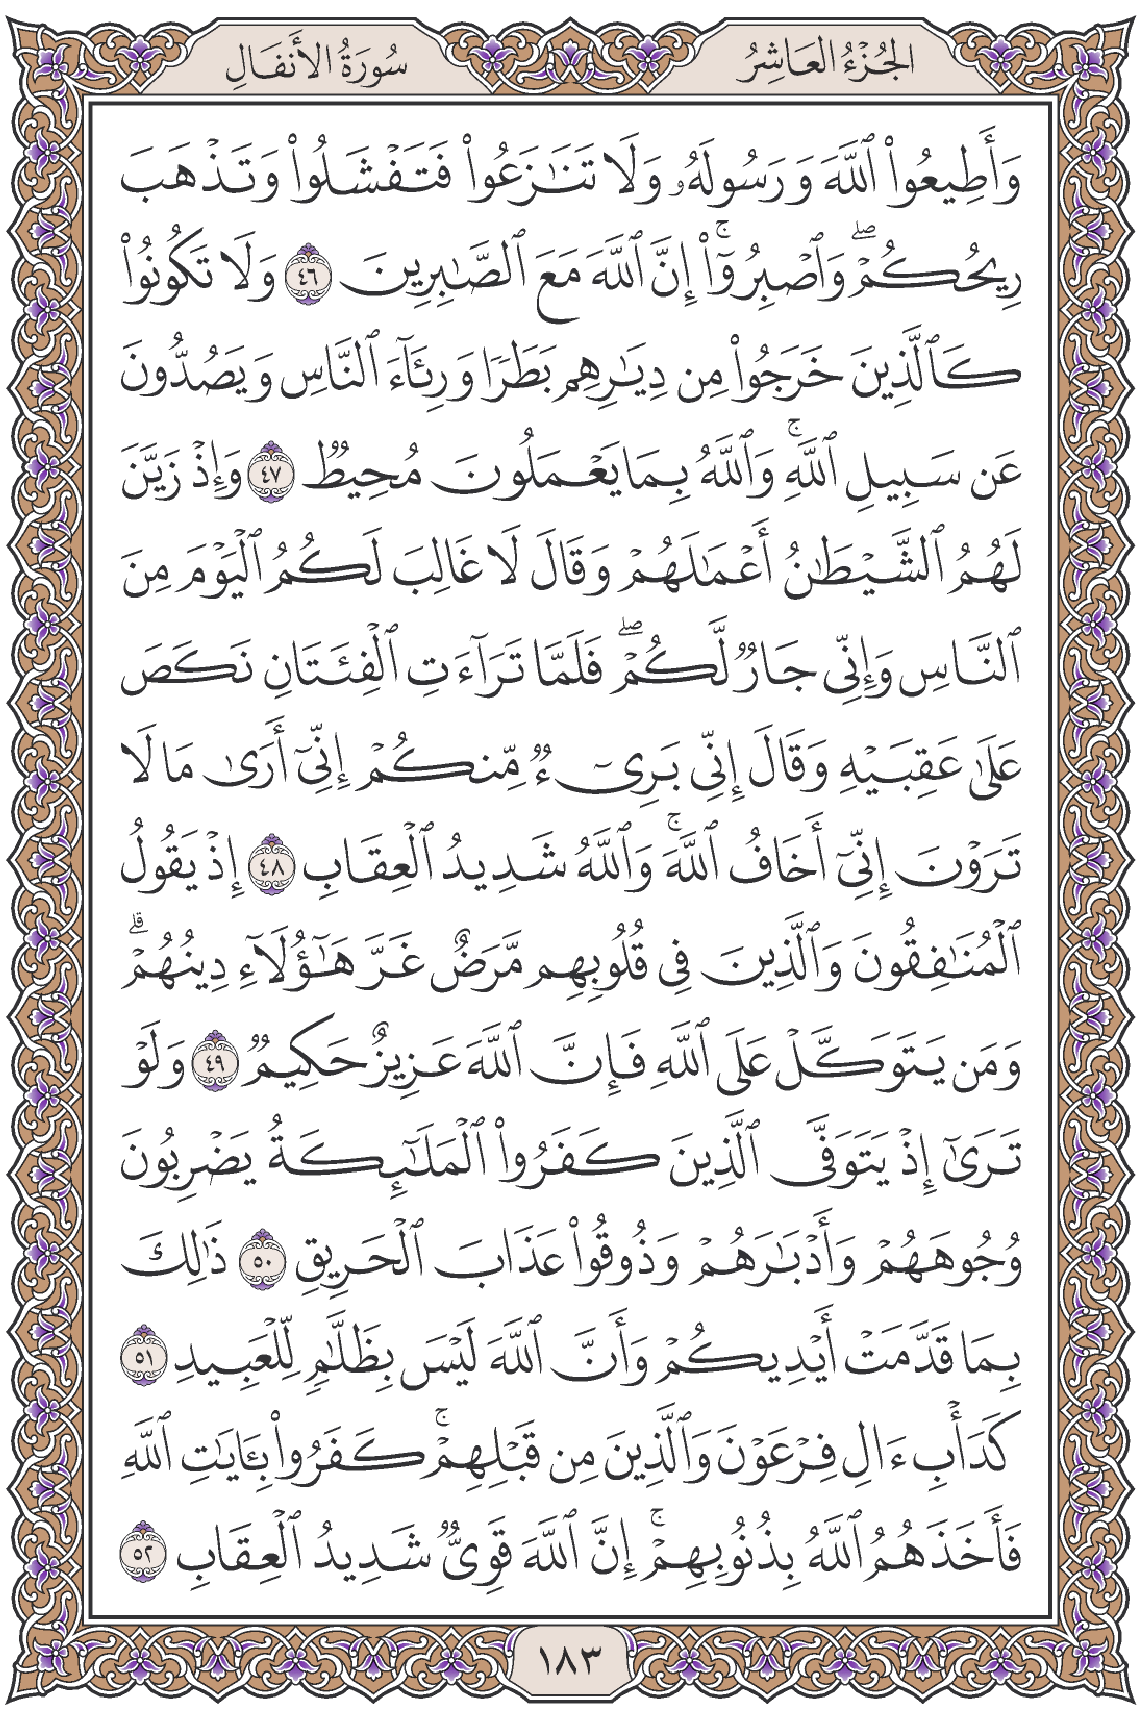 الجُزْءُ العَاشِرُ
سُورَةُ الأَنفَالِ
وَأَطِيعُوا۟ ٱللَّهَ وَرَسُولَهُۥ وَلَا تَنَٰزَعُوا۟ فَتَفْشَلُوا۟ وَتَذْهَبَ
رِيحُكُمْ ۖ وَٱصْبِرُوٓا۟ ۚ إِنَّ ٱللَّهَ مَعَ ٱلصَّٰبِرِينَ ٤٦ وَلَا تَكُونُوا۟
كَٱلَّذِينَ خَرَجُوا۟ مِن دِيَٰرِهِم بَطَرًا وَرِئَآءَ ٱلنَّاسِ وَيَصُدُّونَ
عَن سَبِيلِ ٱللَّهِ ۚ وَٱللَّهُ بِمَا يَعْمَلُونَ مُحِيطٌ ٤٧ وَإِذْ زَيَّنَ
لَهُمُ ٱلشَّيْطَٰنُ أَعْمَٰلَهُمْ وَقَالَ لَا غَالِبَ لَكُمُ ٱلْيَوْمَ مِنَ
ٱلنَّاسِ وَإِنِّى جَارٌ لَّكُمْ ۖ فَلَمَّا تَرَآءَتِ ٱلْفِئَتَانِ نَكَصَ
عَلَىٰ عَقِبَيْهِ وَقَالَ إِنِّى بَرِىٓءٌ مِّنكُمْ إِنِّىٓ أَرَىٰ مَا لَا
تَرَوْنَ إِنِّىٓ أَخَافُ ٱللَّهَ ۚ وَٱللَّهُ شَدِيدُ ٱلْعِقَابِ ٤٨ إِذْ يَقُولُ
ٱلْمُنَٰفِقُونَ وَٱلَّذِينَ فِى قُلُوبِهِم مَّرَضٌ غَرَّ هَٰٓؤُلَآءِ دِينُهُمْ ۗ
وَمَن يَتَوَكَّلْ عَلَى ٱللَّهِ فَإِنَّ ٱللَّهَ عَزِيزٌ حَكِيمٌ ٤٩ وَلَوْ
تَرَىٰٓ إِذْ يَتَوَفَّى ٱلَّذِينَ كَفَرُوا۟ ٱلْمَلَٰٓئِكَةُ يَضْرِبُونَ
وُجُوهَهُمْ وَأَدْبَٰرَهُمْ وَذُوقُوا۟ عَذَابَ ٱلْحَرِيقِ ٥٠ ذَٰلِكَ
بِمَا قَدَّمَتْ أَيْدِيكُمْ وَأَنَّ ٱللَّهَ لَيْسَ بِظَلَّٰمٍ لِّلْعَبِيدِ ٥١
كَدَأْبِ ءَالِ فِرْعَوْنَ وَٱلَّذِينَ مِن قَبْلِهِمْ ۚ كَفَرُوا۟ بِـَٔايَٰتِ ٱللَّهِ
فَأَخَذَهُمُ ٱللَّهُ بِذُنُوبِهِمْ ۚ إِنَّ ٱللَّهَ قَوِىٌّ شَدِيدُ ٱلْعِقَابِ ٥٢
١٨٣